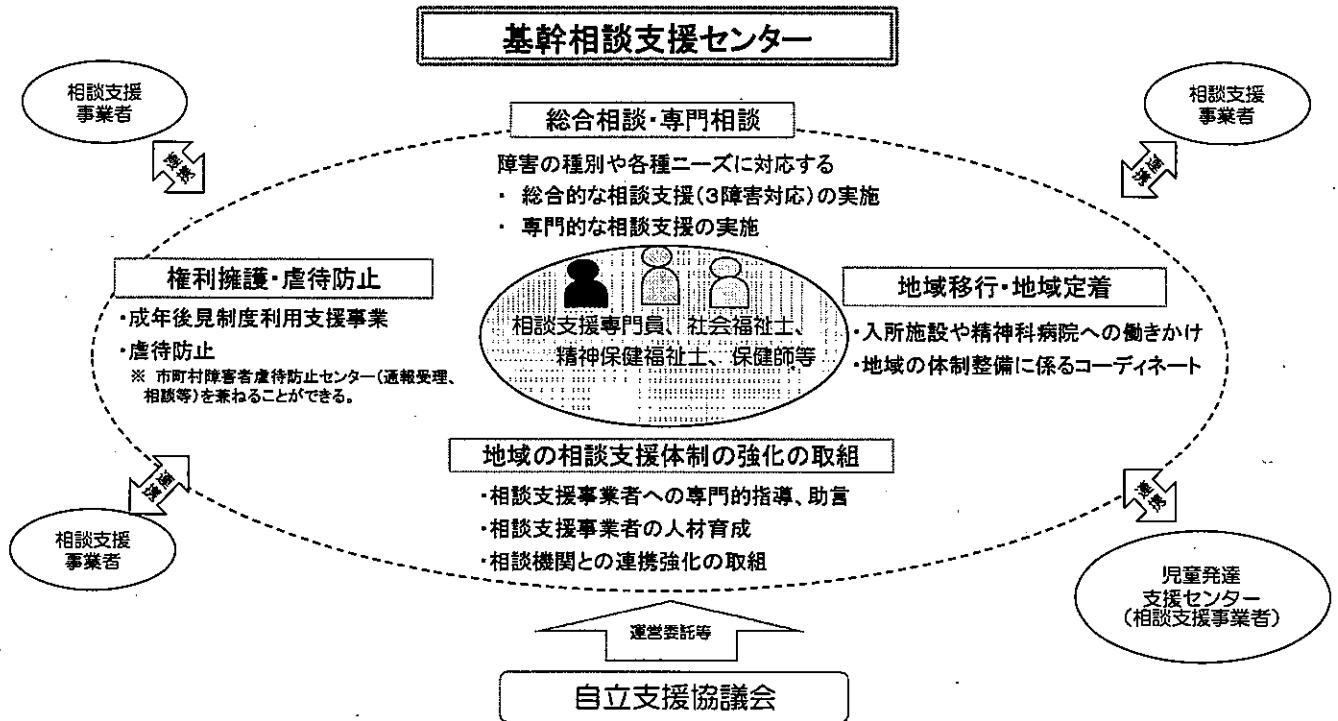 基幹相談支援センター
相談支援
事業者
相談支援
事業者
連携
連携
総合相談・専門相談
障害の種別や各種ニーズに対応する
・ 総合的な相談支援(3障害対応)の実施
・ 専門的な相談支援の実施
権利擁護・虐待防止
・成年後見制度利用支援事業
・虐待防止
※ 市町村障害者虐待防止センター(通報受理、
相談等)を兼ねることができる。
相談支援専門員、社会福祉士、
精神保健福祉士、保健師等
地域移行・地域定着
・入所施設や精神科病院への働きかけ
・地域の体制整備に係るコーディネート
地域の相談支援体制の強化の取組
・相談支援事業者への専門的指導、助言
・相談支援事業者の人材育成
・相談機関との連携強化の取組
連携
連携
相談支援
事業者
児童発達
支援センター
(相談支援事業者)
運営委託等
自立支援協議会